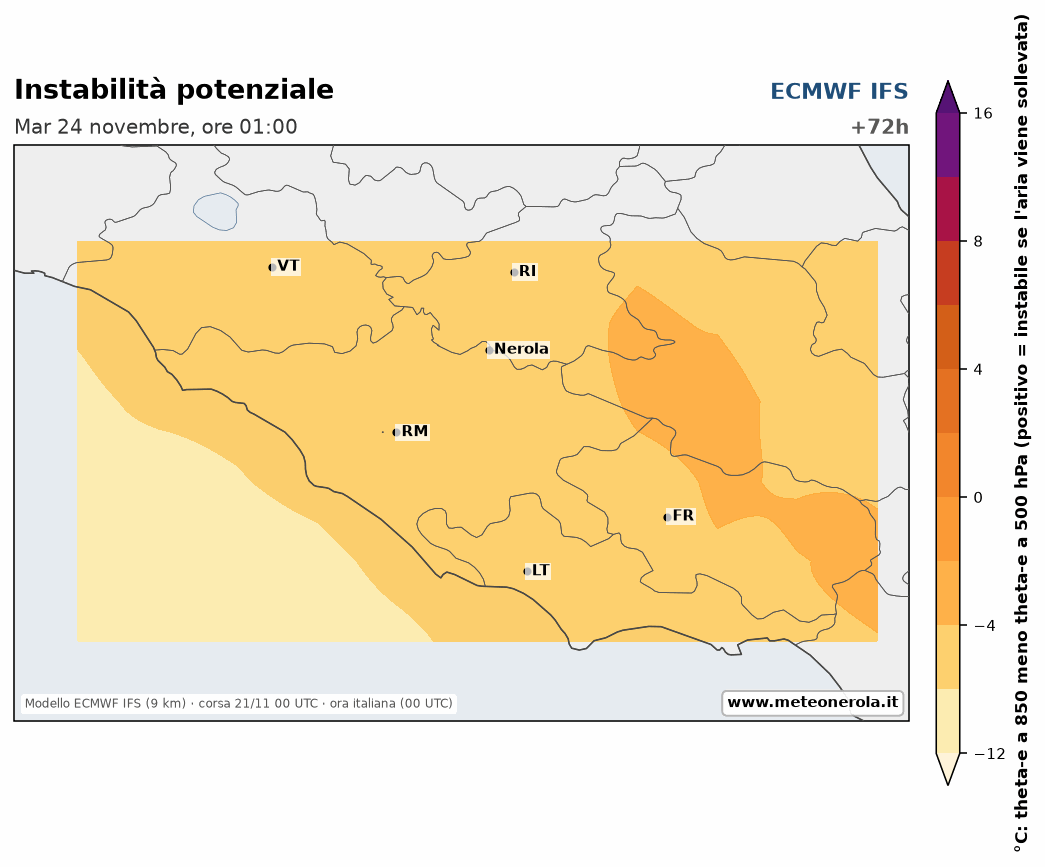 Instabilità potenziale
ECMWF IFS
Mar 24 novembre, ore 01:00
+72h
VT
RI
Nerola
RM
FR
LT
Modello ECMWF IFS (9 km) · corsa 21/11 00 UTC · ora italiana (00 UTC)
www.meteonerola.it
16
8
4
0
−4
−12
°C: theta-e a 850 meno theta-e a 500 hPa (positivo = instabile se l'aria viene sollevata)